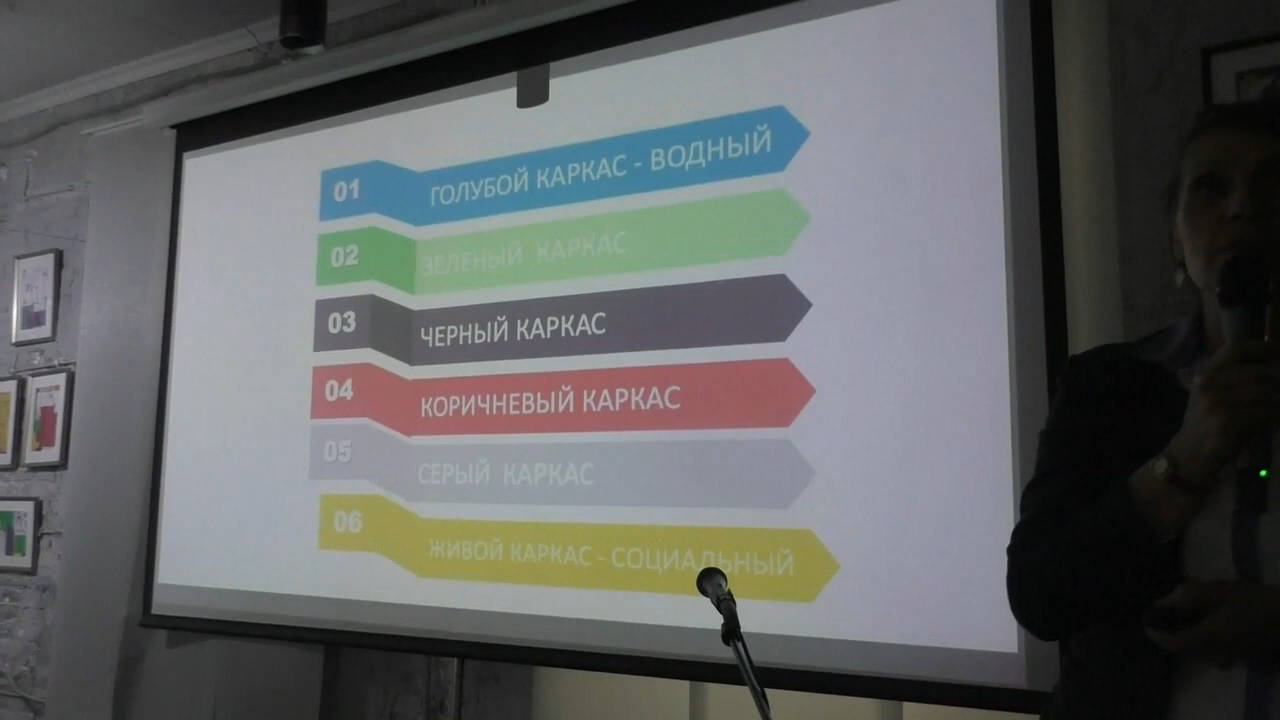 01 ГОЛУБОЙ КАРКАС - ВОДНЫЙ
02 ЗЕЛЕНЫЙ КАРКАС
03 ЧЕРНЫЙ КАРКАС
04 КОРИЧНЕВЫЙ КАРКАС
05 СЕРЫЙ КАРКАС
06 ЖИВОЙ КАРКАС - СОЦИАЛЬНЫЙ